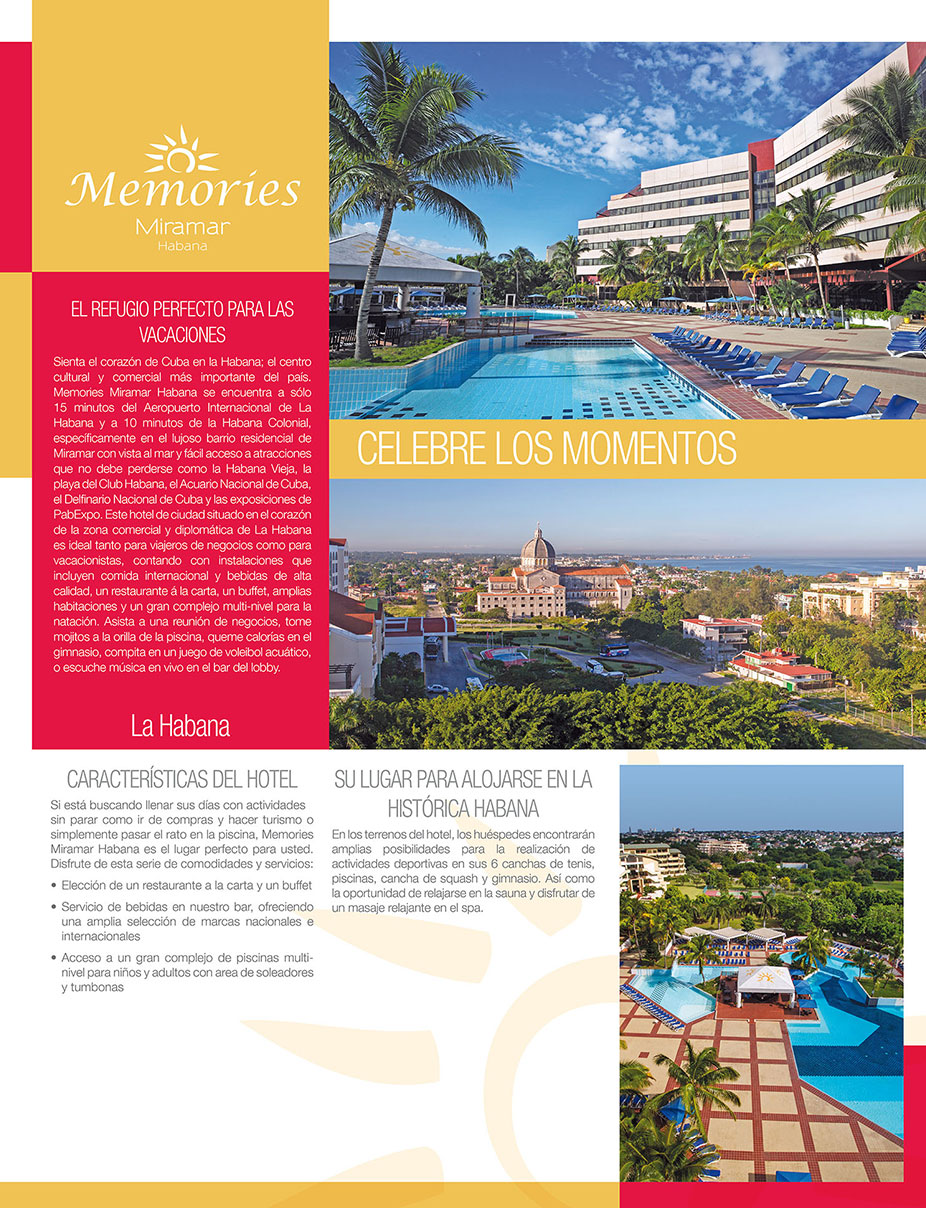 Memories
Miramar
Habana
EL REFUGIO PERFECTO PARA LAS
VACACIONES
Sienta el corazón de Cuba en la Habana; el centro
cultural y comercial más importante del país.
Memories Miramar Habana se encuentra a sólo
15 minutos del Aeropuerto Internacional de La
Habana y a 10 minutos de la Habana Colonial,
específicamente en el lujoso barrio residencial de
Miramar con vista al mar y fácil acceso a atracciones
que no debe perderse como la Habana Vieja, la
playa del Club Habana, el Acuario Nacional de Cuba,
el Delfinario Nacional de Cuba y las exposiciones de
PabExpo. Este hotel de ciudad situado en el corazón
de la zona comercial y diplomática de La Habana
es ideal tanto para viajeros de negocios como para
vacacionistas, contando con instalaciones que
incluyen comida internacional y bebidas de alta
calidad, un restaurante á la carta, un buffet, amplias
habitaciones y un gran complejo multi-nivel para la
natación. Asista a una reunión de negocios, tome
mojitos a la orilla de la piscina, queme calorías en el
gimnasio, compita en un juego de voleibol acuático,
o escuche música en vivo en el bar del lobby.
La Habana
CELEBRE LOS MOMENTOS
CARACTERÍSTICAS DEL HOTEL
Si está buscando llenar sus días con actividades
sin parar como ir de compras y hacer turismo o
simplemente pasar el rato en la piscina, Memories
Miramar Habana es el lugar perfecto para usted.
Disfrute de esta serie de comodidades y servicios:
• Elección de un restaurante a la carta y un buffet
• Servicio de bebidas en nuestro bar, ofreciendo
una amplia selección de marcas nacionales e
internacionales
• Acceso a un gran complejo de piscinas multi-
nivel para niños y adultos con area de soleadores
y tumbonas
SU LUGAR PARA ALOJARSE EN LA
HISTÓRICA HABANA
En los terrenos del hotel, los huéspedes encontrarán
amplias posibilidades para la realización de
actividades deportivas en sus 6 canchas de tenis,
piscinas, cancha de squash y gimnasio. Así como
la oportunidad de relajarse en la sauna y disfrutar de
un masaje relajante en el spa.